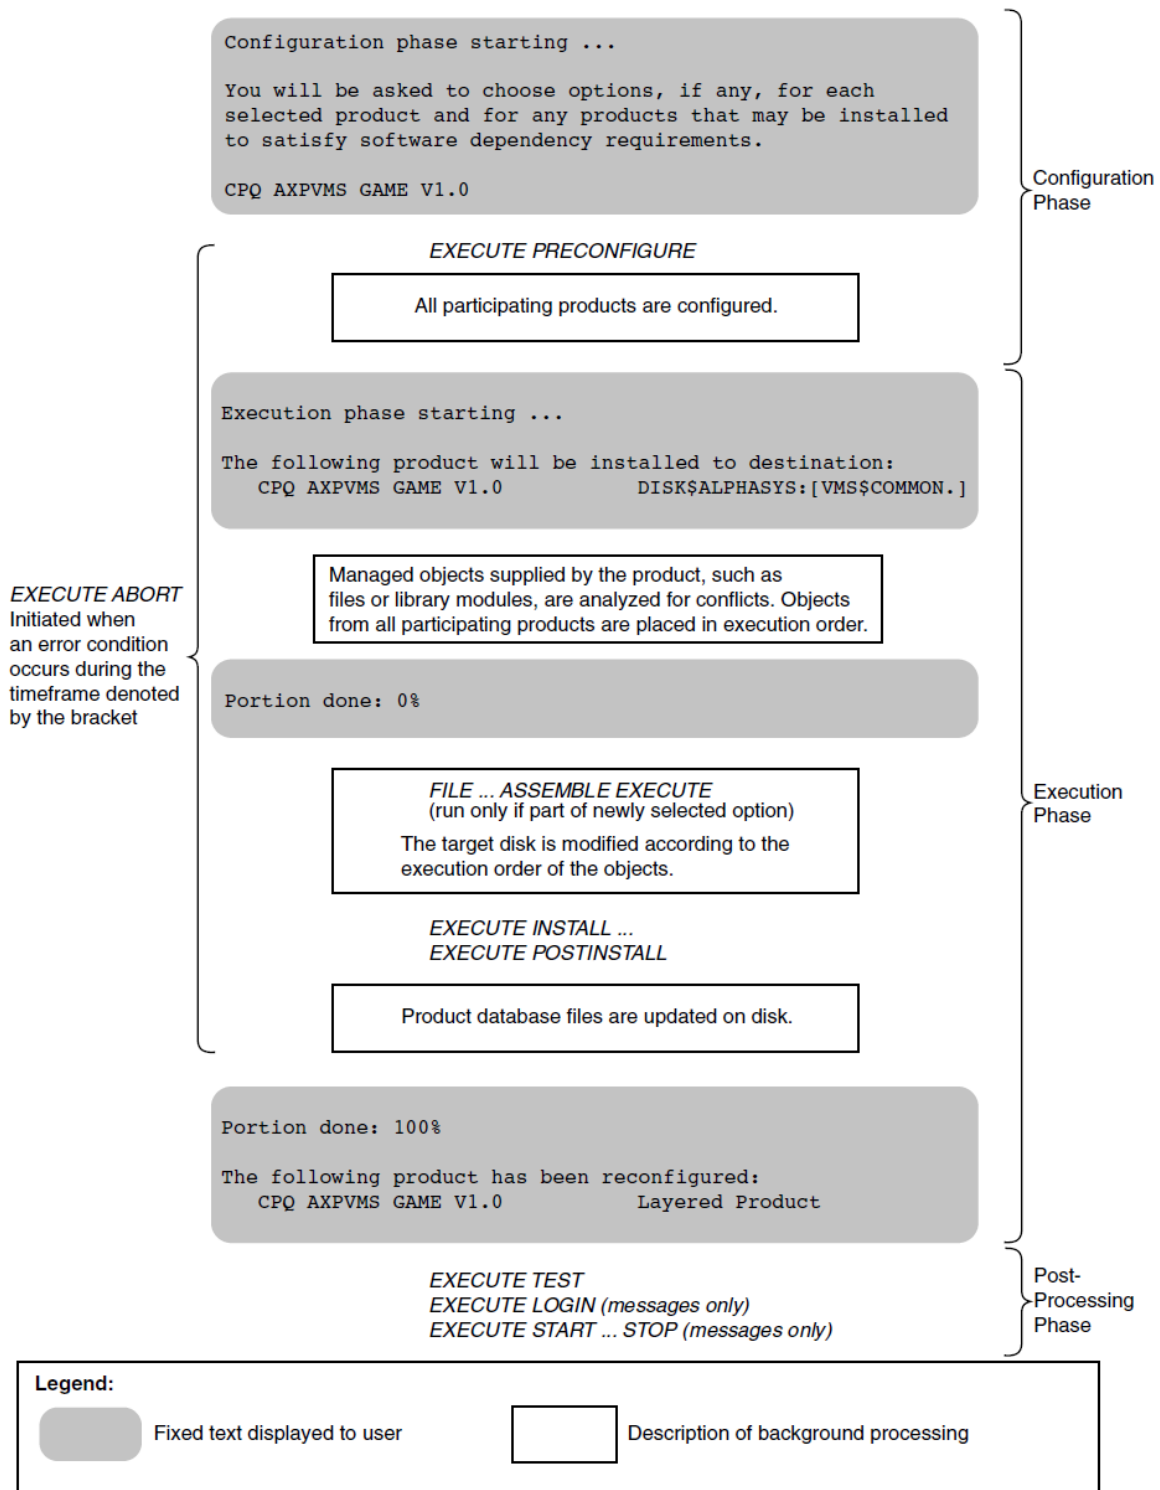 Configuration phase starting ...
You will be asked to choose options, if any, for each
selected product and for any products that may be installed
to satisfy software dependency requirements.
CPQ AXPVMS GAME V1.0
Configuration
Phase
EXECUTE PRECONFIGURE
All participating products are configured.
Execution phase starting ...
The following product will be installed to destination:
CPQ AXPVMS GAME V1.0 DISK$ALPHASYS:[VMS$COMMON.]
Managed objects supplied by the product, such as
files or library modules, are analyzed for conflicts. Objects
from all participating products are placed in execution order.
EXECUTE ABORT
Initiated when
an error condition
occurs during the
timeframe denoted
by the bracket
Portion done: 0%
FILE ... ASSEMBLE EXECUTE
(run only if part of newly selected option)
The target disk is modified according to the
execution order of the objects.
Execution
Phase
EXECUTE INSTALL ...
EXECUTE POSTINSTALL
Product database files are updated on disk.
Portion done: 100%
The following product has been reconfigured:
CPQ AXPVMS GAME V1.0 Layered Product
EXECUTE TEST
EXECUTE LOGIN (messages only)
EXECUTE START ... STOP (messages only)
Post-
Processing
Phase
Legend:
Fixed text displayed to user
Description of background processing